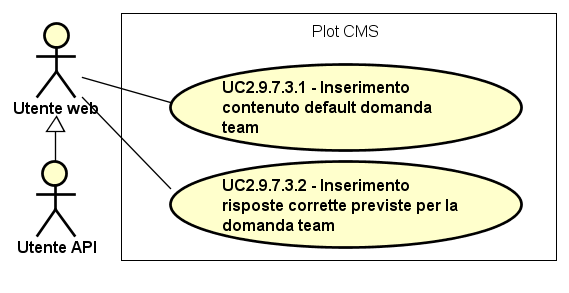 Plot CMS
Utente web
UC2.9.7.3.1 - Inserimento
contenuto default domanda
team
UC2.9.7.3.2 - Inserimento
risposte corrette previste per la
domanda team
Utente API